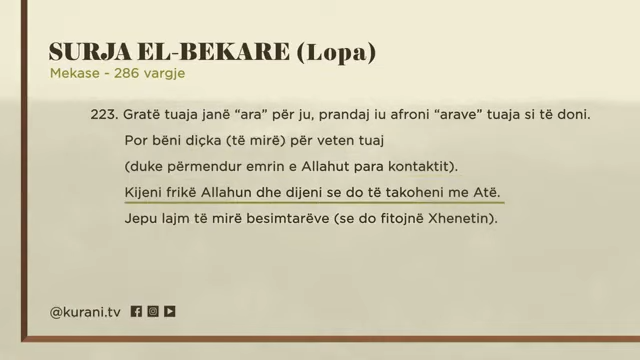 SURJA EL-BEKARE (Lopa)
Mekase - 286 vargje
223. Gratë tuaja janë “ara” për ju, prandaj iu afroni “arave” tuaja si të doni.
Por bëni diçka (të mirë) për veten tuaj
(duke përmendur emrin e Allahut para kontaktit).
Kijeni frikë Allahun dhe dijeni se do të takoheni me Atë.
Jepu lajm të mirë besimtarëve (se do fitojnë Xhenetin).
@kurani.tv